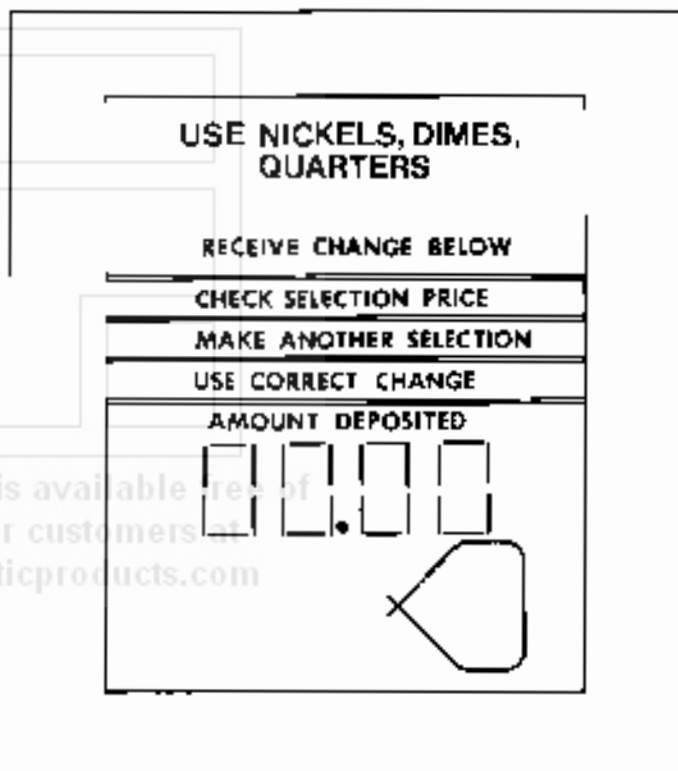 USE NICKELS, DIMES,
QUARTERS
RECEIVE CHANGE BELOW
CHECK SELECTION PRICE
MAKE ANOTHER SELECTION
USE CORRECT CHANGE
AMOUNT DEPOSITED
00.00
is available free of
r customers at
ticproducts.com